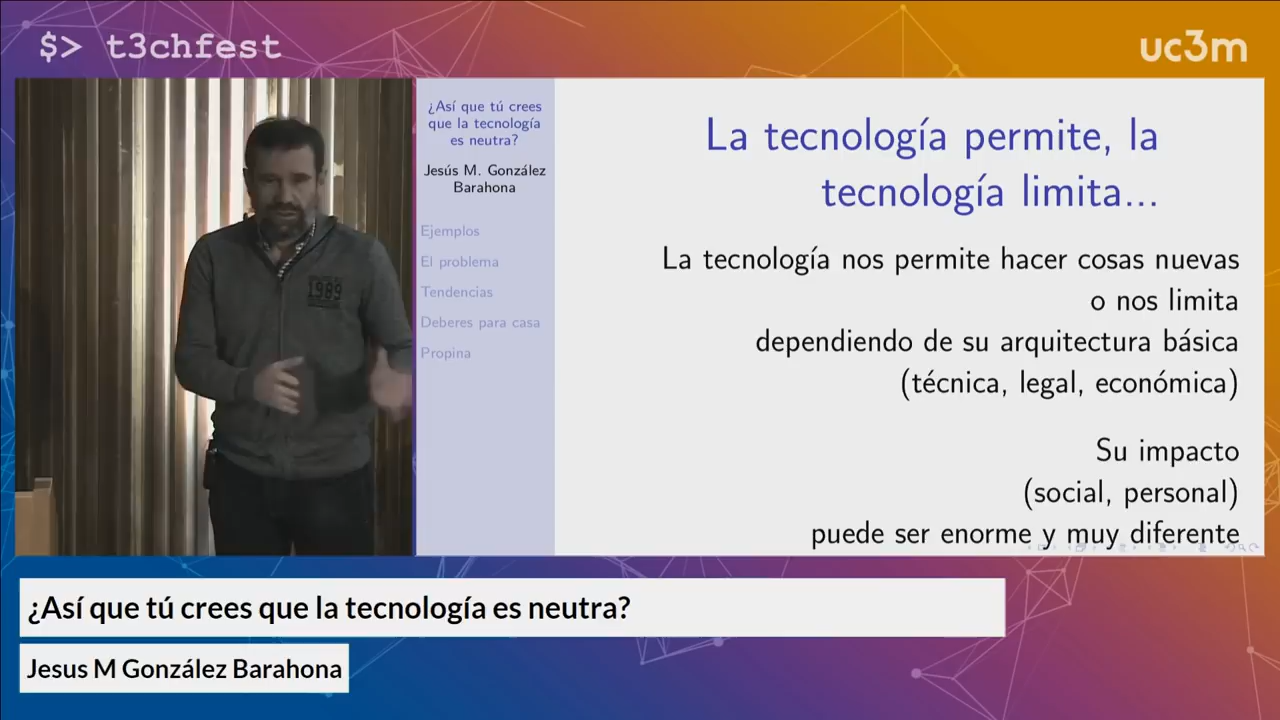 $> t3chfest
uc3m
1989
¿Así que tú crees
que la tecnología
es neutra?
Jesús M. González
Barahona
Ejemplos
El problema
Tendencias
Deberes para casa
Propina
La tecnología permite, la
tecnología limita...
La tecnología nos permite hacer cosas nuevas
o nos limita
dependiendo de su arquitectura básica
(técnica, legal, económica)
Su impacto
(social, personal)
puede ser enorme y muy diferente
¿Así que tú crees que la tecnología es neutra?
Jesus M González Barahona